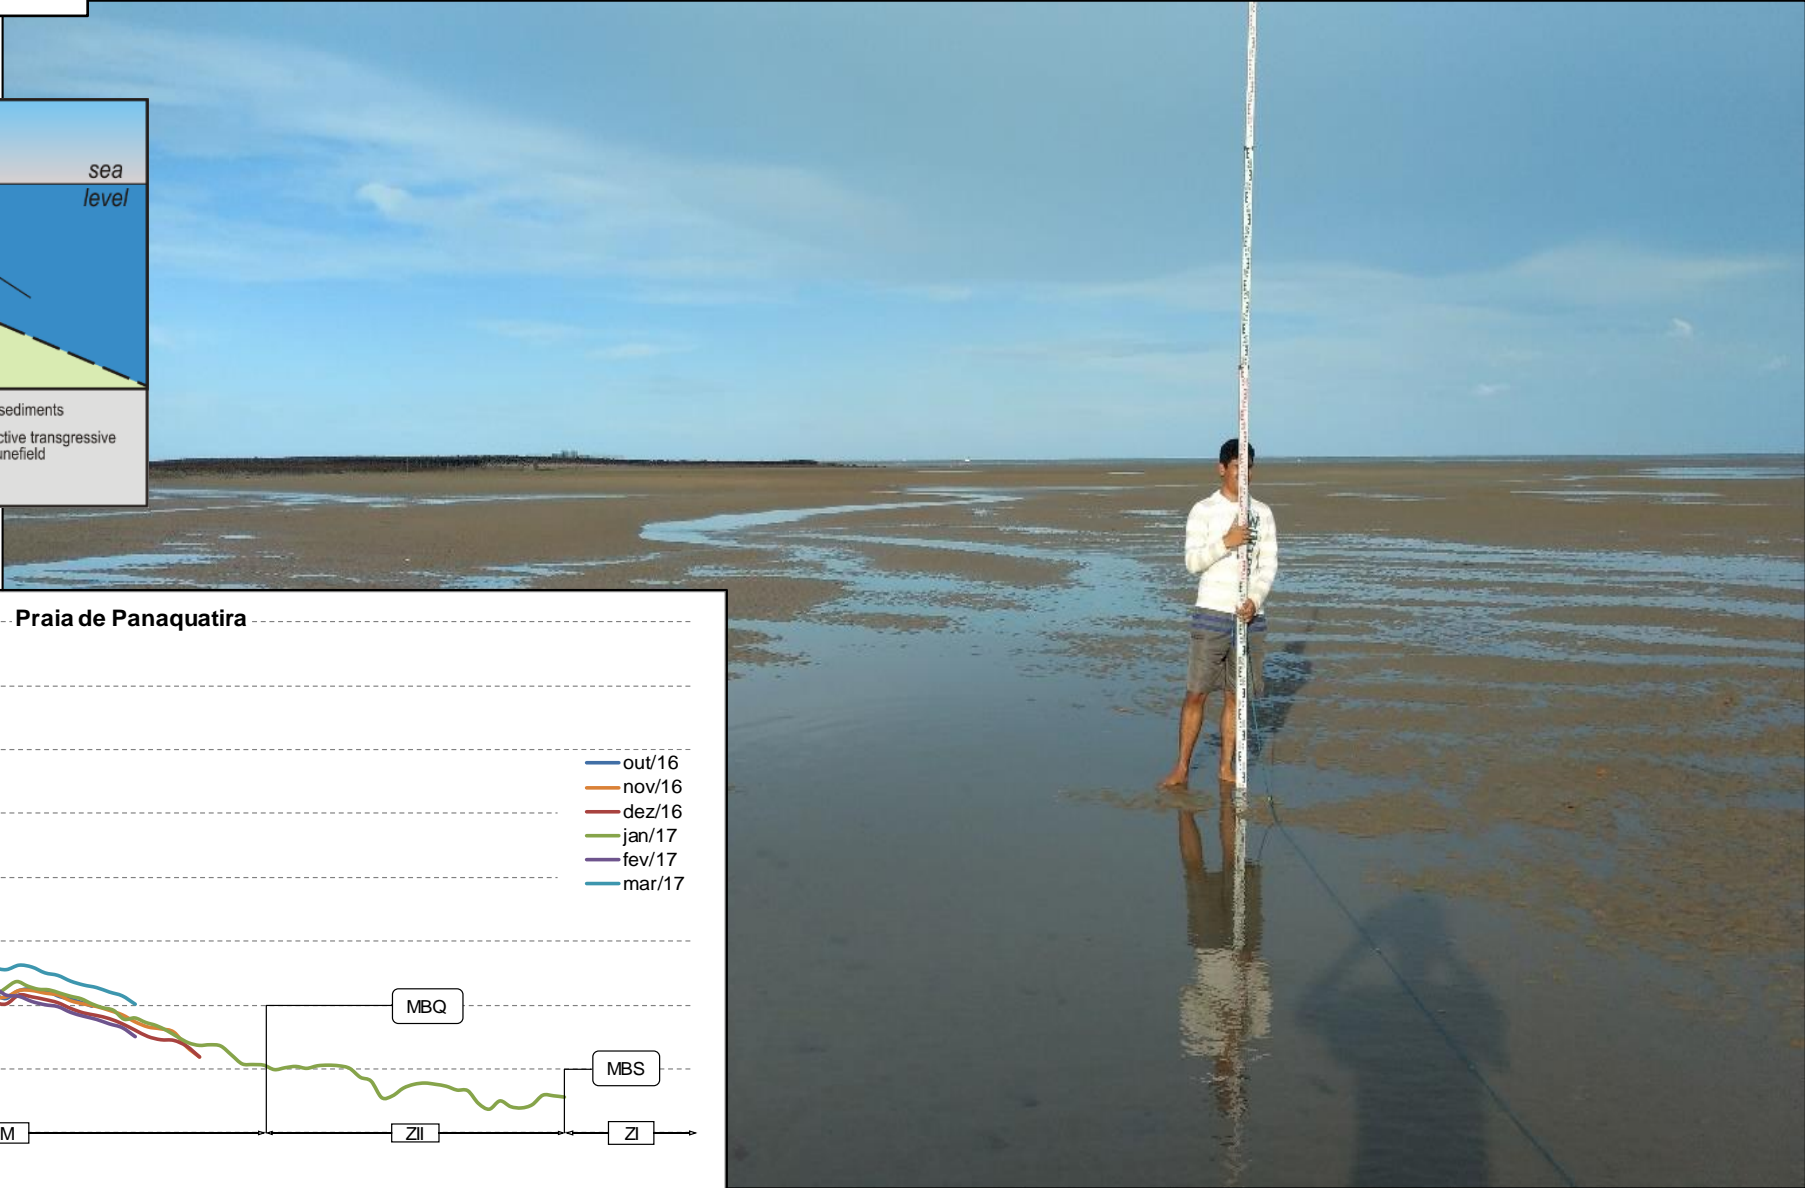 sea
level
sediments
ctive transgressive
unefield
Praia de Panaquatira
out/16
nov/16
dez/16
jan/17
fev/17
mar/17
MBQ
MBS
M
ZII
ZI